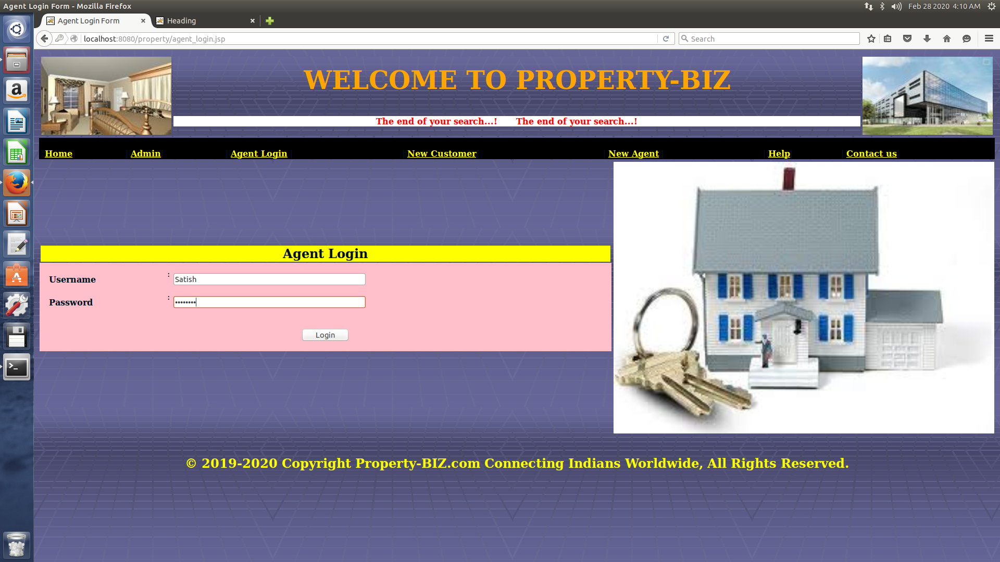 Agent Login Form - Mozilla Firefox
Feb 28 2020 4:10 AM
Agent Login Form
Heading
localhost:8080/property/agent_login.jsp
Search
WELCOME TO PROPERTY-BIZ
The end of your search...! The end of your search...!
Home Admin Agent Login New Customer New Agent Help Contact us
Agent Login
Username : Satish
Password : ••••••••
Login
© 2019-2020 Copyright Property-BIZ.com Connecting Indians Worldwide, All Rights Reserved.